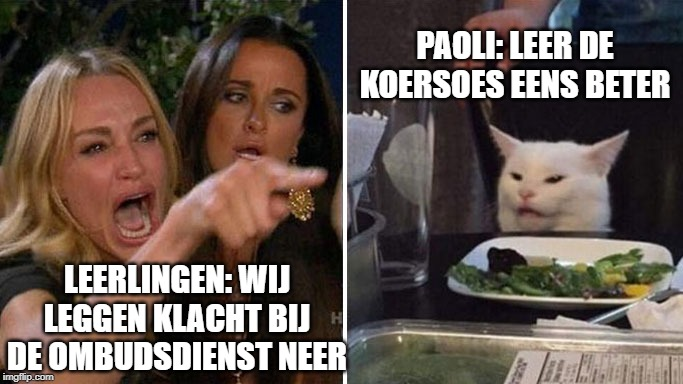 LEERLINGEN: WIJ
LEGGEN KLACHT BIJ
DE OMBUDSDIENST NEER
PAOLI: LEER DE
KOERSOES EENS BETER
imgflip.com